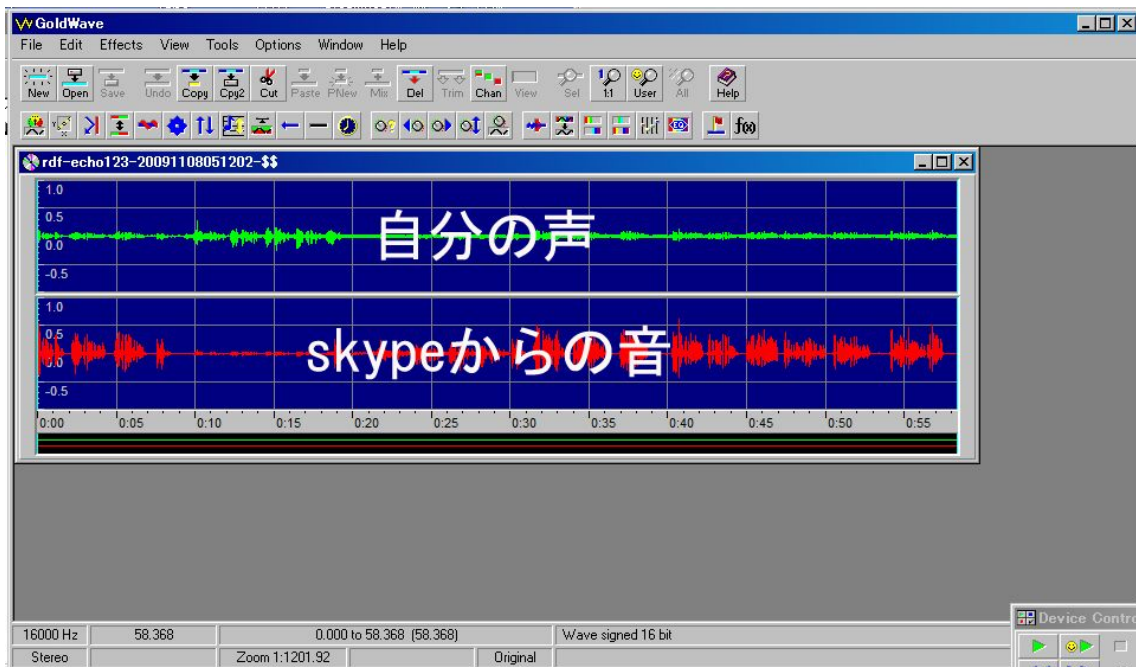 GoldWave
File Edit Effects View Tools Options Window Help
New Open Save Undo Copy Cpy2 Cut Paste PNew Mix Del Trim Chan View Sel 1:1 User All Help
f(x)
rdf-echo123-20091108051202-$$
1.0
0.5
0.0
-0.5
自分の声
1.0
0.5
0.0
-0.5
skypeからの音
0:00 0:05 0:10 0:15 0:20 0:25 0:30 0:35 0:40 0:45 0:50 0:55
16000 Hz 58.368 0.000 to 58.368 (58.368) Wave signed 16 bit
Stereo Zoom 1:1201.92 Original
Device Contro